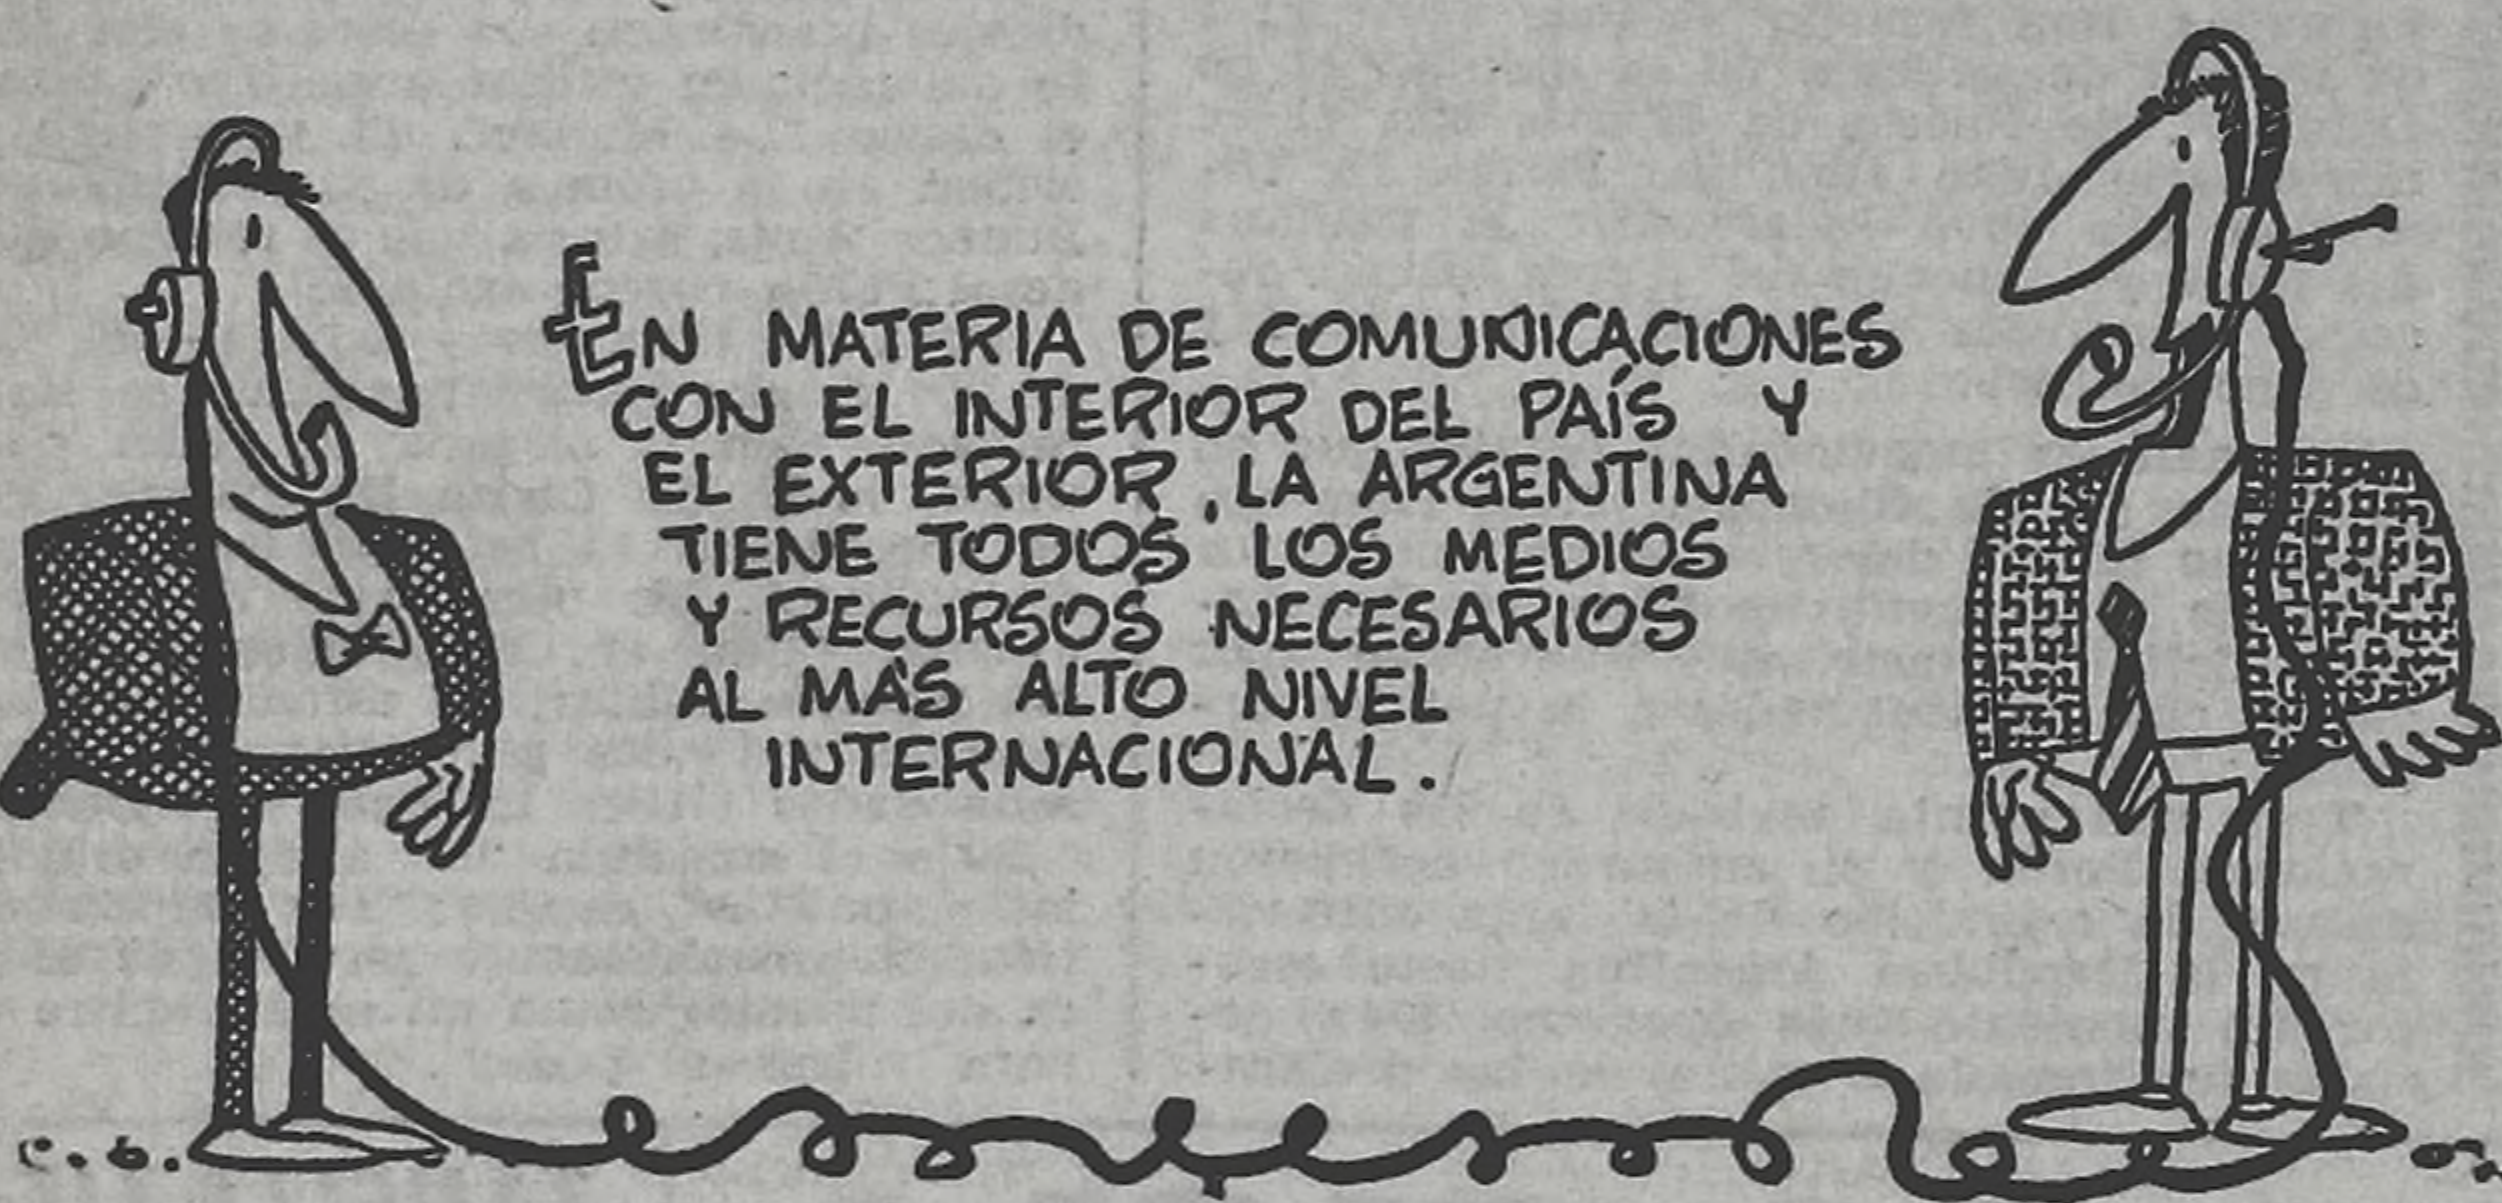 EN MATERIA DE COMUNICACIONES
CON EL INTERIOR DEL PAÍS Y
EL EXTERIOR, LA ARGENTINA
TIENE TODOS LOS MEDIOS
Y RECURSOS NECESARIOS
AL MÁS ALTO NIVEL
INTERNACIONAL.